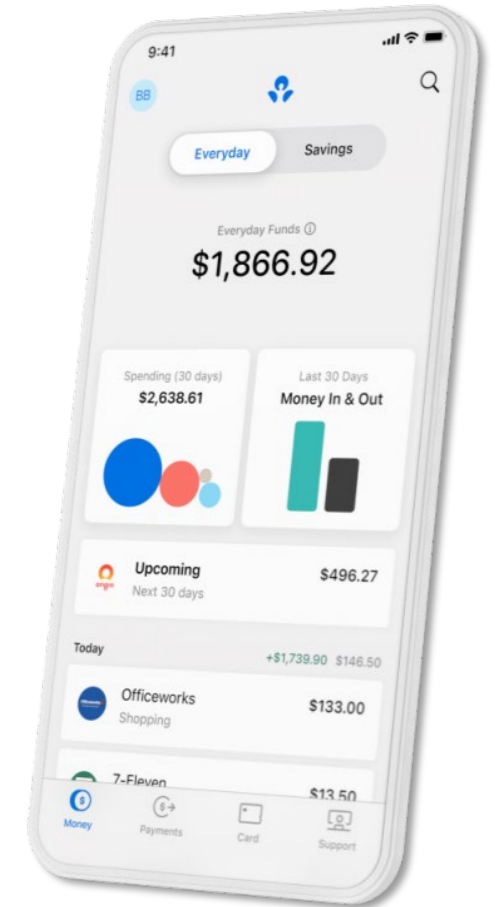 9:41
BB
Everyday Savings
Everyday Funds
$1,866.92
Spending (30 days)
$2,638.61
Last 30 Days
Money In & Out
Upcoming
Next 30 days
$496.27
Today
+$1,739.90 $146.50
Officeworks
Shopping
$133.00
7-Eleven
$13.50
Money
Payments
Card
Support